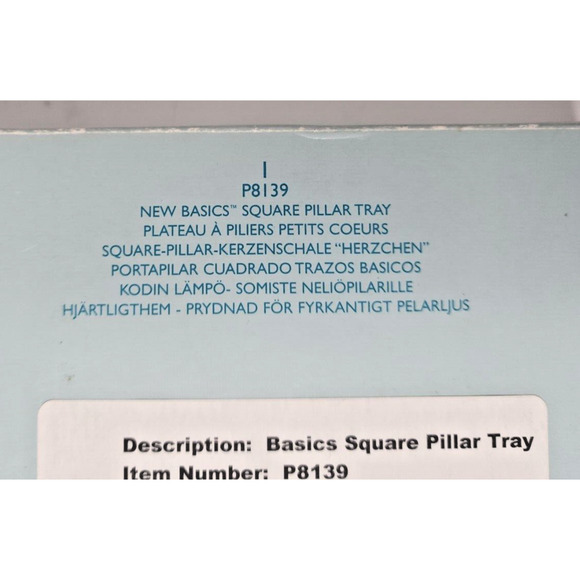 1
P8139
NEW BASICS™ SQUARE PILLAR TRAY
PLATEAU À PILIERS PETITS COEURS
SQUARE-PILLAR-KERZENSCHALE "HERZCHEN"
PORTAPILAR CUADRADO TRAZOS BASICOS
KODIN LÄMPÖ- SOMISTE NELIÖPILARILLE
HJÄRTLIGTHEM - PRYDNAD FÖR FYRKANTIGT PELARLJUS
Description: Basics Square Pillar Tray
Item Number: P8139